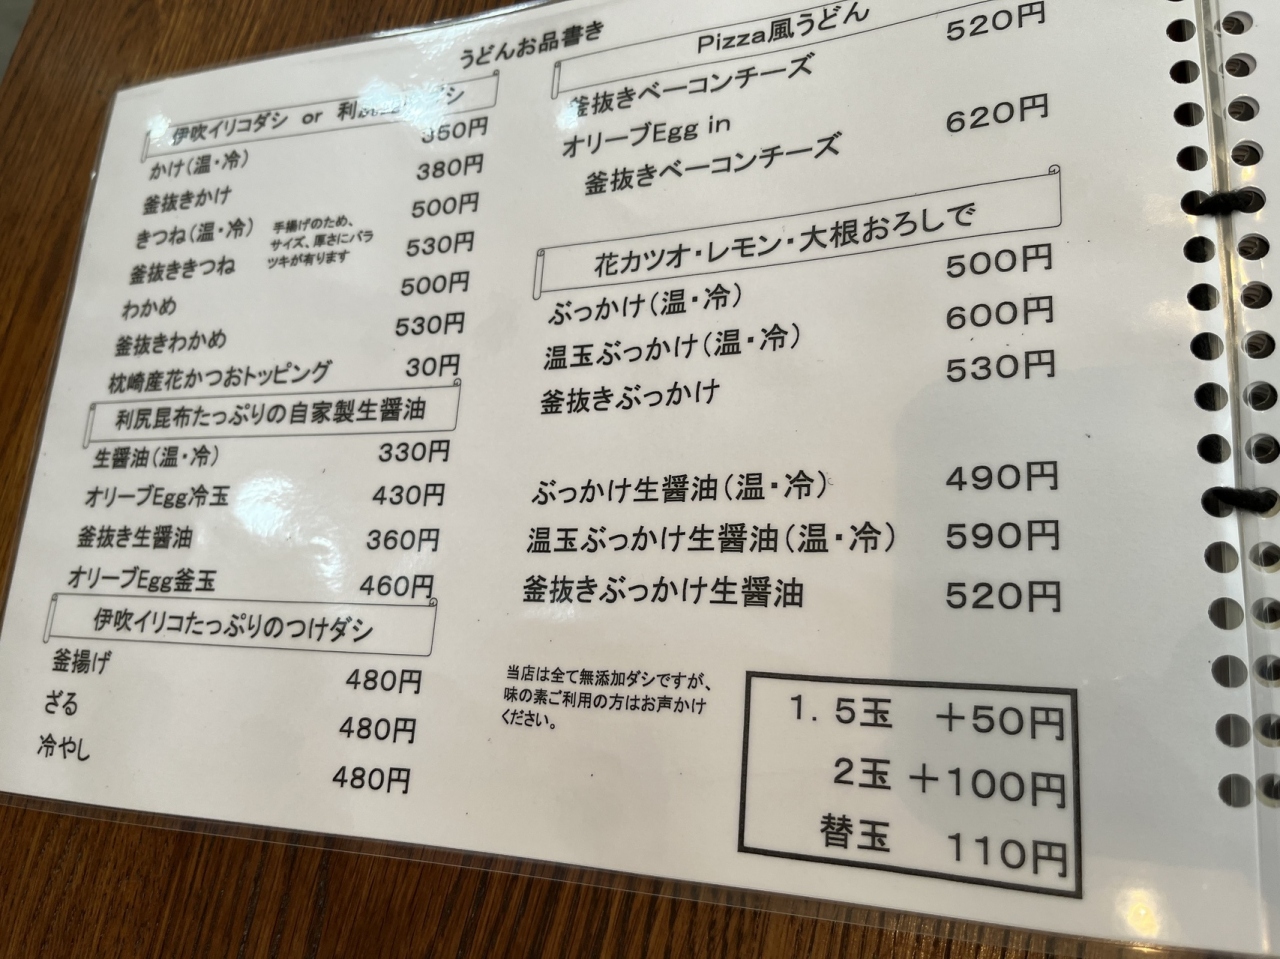 うどんお品書き
伊吹イリコダシ or 利
かけ（温・冷） 350円
釜抜きかけ 380円
きつね（温・冷） 500円
手揚げのため、
サイズ、厚さにバラ
ツキが有ります
釜抜ききつね 530円
わかめ 500円
釜抜きわかめ 530円
枕崎産花かつおトッピング 30円
利尻昆布たっぷりの自家製生醤油
生醤油（温・冷） 330円
オリーブEgg冷玉 430円
釜抜き生醤油 360円
オリーブEgg釜玉 460円
伊吹イリコたっぷりのつけダシ
釜揚げ 480円
ざる 480円
冷やし 480円
Pizza風うどん
釜抜きベーコンチーズ 520円
オリーブEgg in
釜抜きベーコンチーズ 620円
花カツオ・レモン・大根おろしで
ぶっかけ（温・冷） 500円
温玉ぶっかけ（温・冷） 600円
釜抜きぶっかけ 530円
ぶっかけ生醤油（温・冷） 490円
温玉ぶっかけ生醤油（温・冷） 590円
釜抜きぶっかけ生醤油 520円
当店は全て無添加ダシですが、
味の素ご利用の方はお声かけ
ください。
1．5玉 ＋50円
2玉 ＋100円
替玉 110円